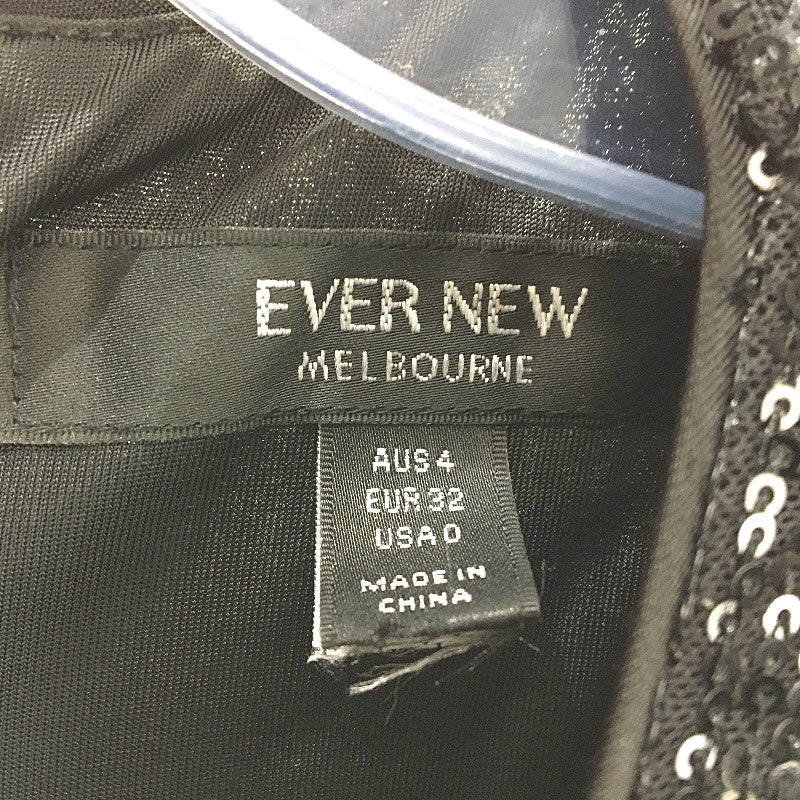 EVER NEW
MELBOURNE
AUS 4
EUR 32
USA 0
MADE IN
CHINA